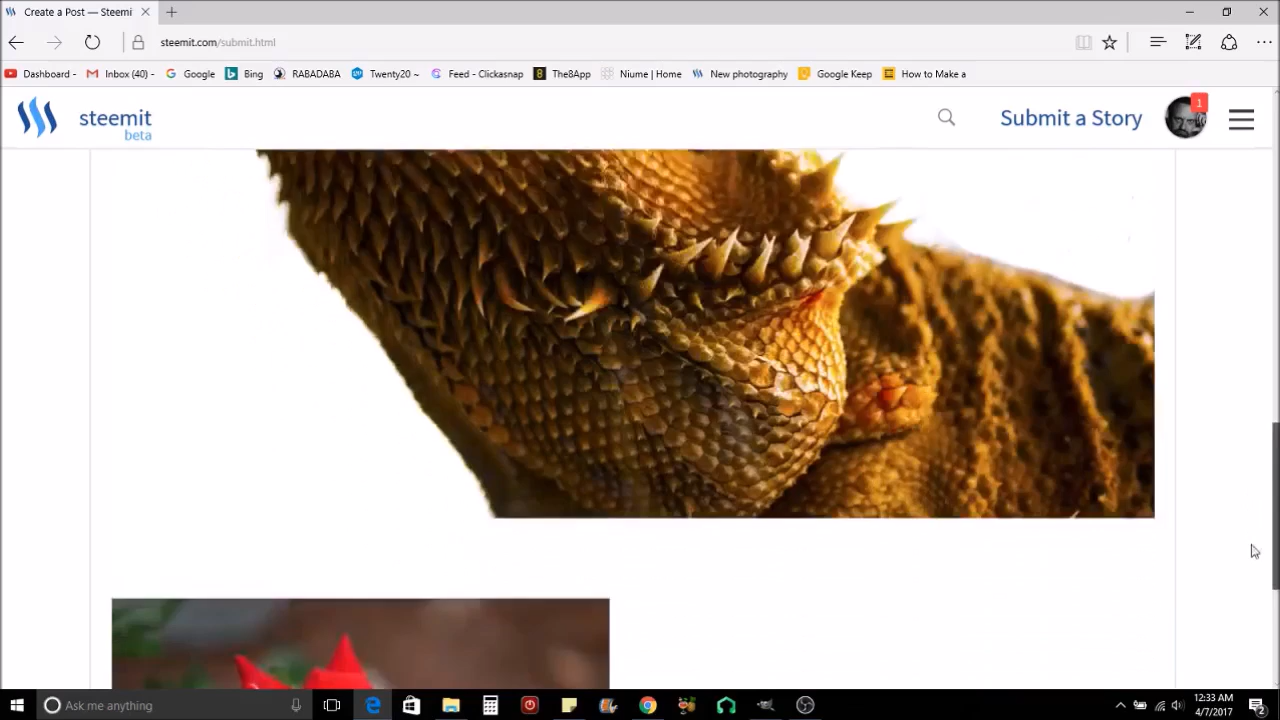 Create a Post — Steemi
steemit.com/submit.html
Dashboard - Inbox (40) - Google Bing RABADABA Twenty20 ~ Feed - Clickasnap The8App Niume | Home New photography Google Keep How to Make a
steemit
beta
Submit a Story
1
Ask me anything
12:33 AM
4/7/2017
2